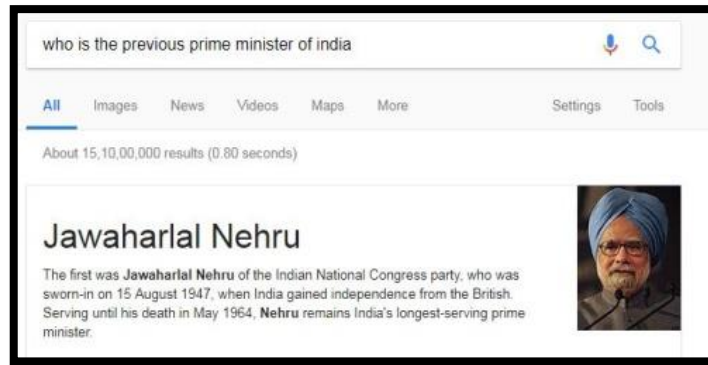 who is the previous prime minister of india
All Images News Videos Maps More Settings Tools
About 15,10,00,000 results (0.80 seconds)
Jawaharlal Nehru
The first was Jawaharlal Nehru of the Indian National Congress party, who was
sworn-in on 15 August 1947, when India gained independence from the British.
Serving until his death in May 1964, Nehru remains India's longest-serving prime
minister.